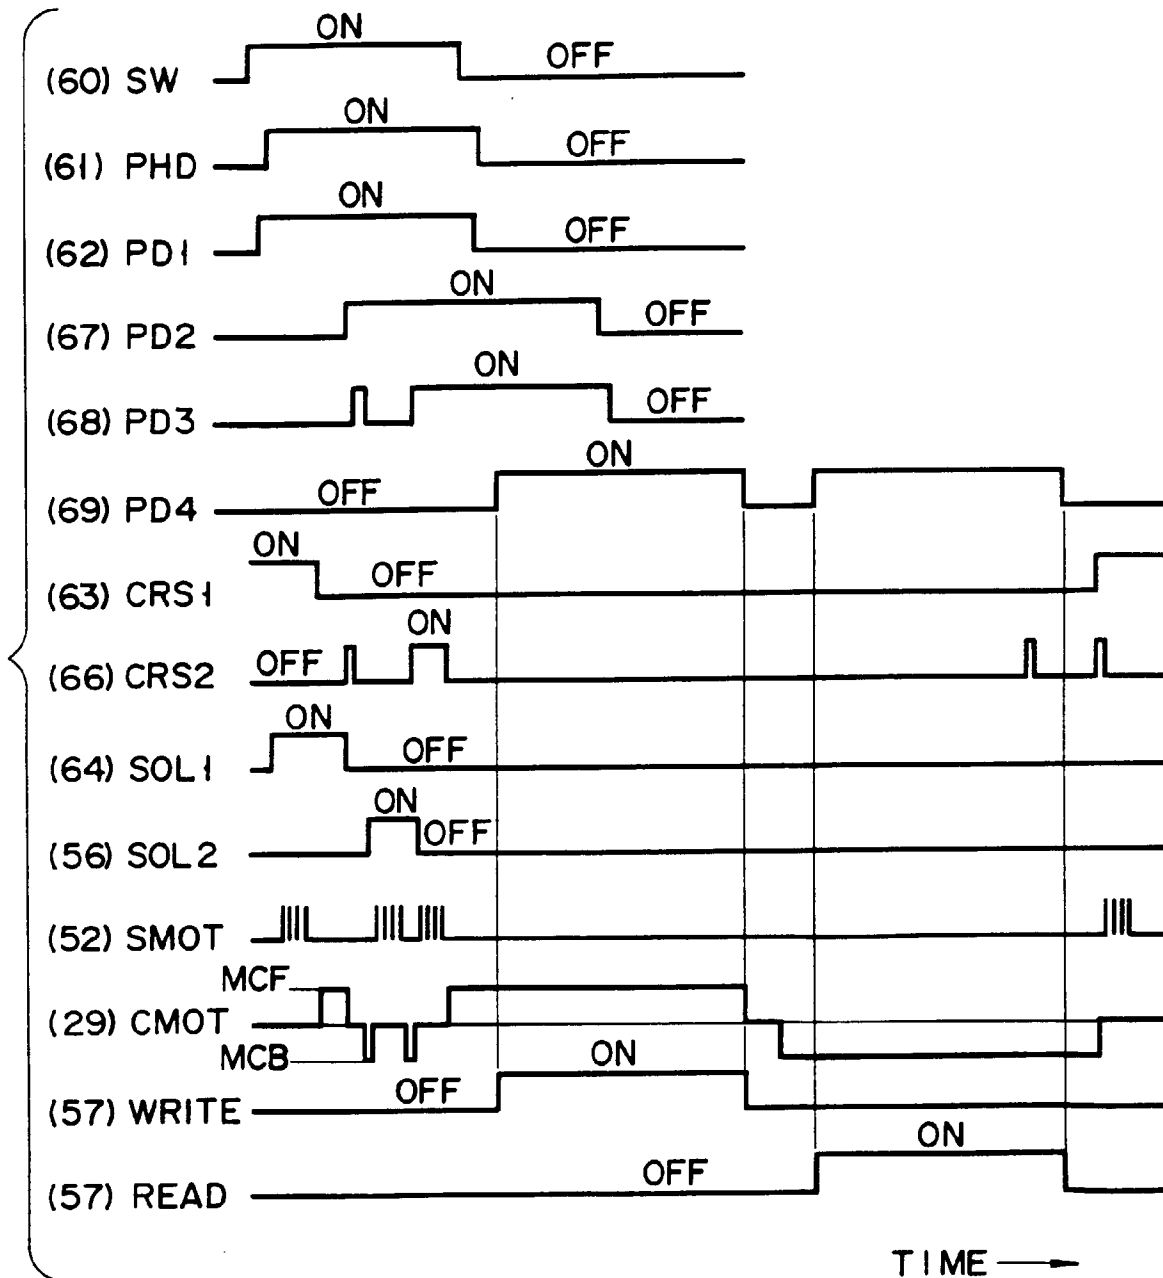 ON
(60) SW OFF
ON
(61) PHD OFF
ON
(62) PD1 OFF
ON
(67) PD2 OFF
ON
(68) PD3 OFF
ON
(69) PD4 OFF
ON
(63) CRS1 OFF
ON
(66) CRS2 OFF
ON
(64) SOL1 OFF
ON
(56) SOL2 OFF
(52) SMOT
MCF
(29) CMOT
MCB
ON
(57) WRITE OFF
ON
(57) READ OFF
TIME